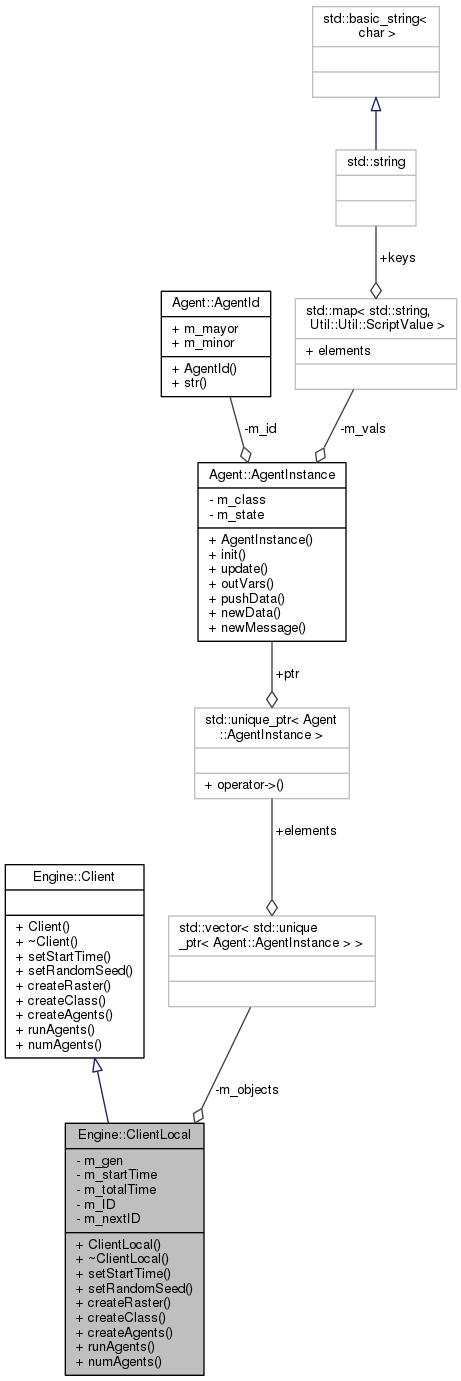 std::basic_string<
char >
std::string
+keys
Agent::AgentId
+ m_mayor
+ m_minor
+ AgentId()
+ str()
std::map< std::string,
Util::Util::ScriptValue >
+ elements
-m_id
-m_vals
Agent::AgentInstance
- m_class
- m_state
+ AgentInstance()
+ init()
+ update()
+ outVars()
+ pushData()
+ newData()
+ newMessage()
+ptr
std::unique_ptr< Agent
::AgentInstance >
+ operator->()
+elements
Engine::Client
+ Client()
+ ~Client()
+ setStartTime()
+ setRandomSeed()
+ createRaster()
+ createClass()
+ createAgents()
+ runAgents()
+ numAgents()
std::vector< std::unique
_ptr< Agent::AgentInstance > >
-m_objects
Engine::ClientLocal
- m_gen
- m_startTime
- m_totalTime
- m_ID
- m_nextID
+ ClientLocal()
+ ~ClientLocal()
+ setStartTime()
+ setRandomSeed()
+ createRaster()
+ createClass()
+ createAgents()
+ runAgents()
+ numAgents()